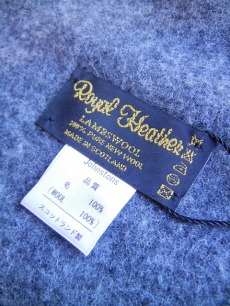 Royal Heather
LAMBSWOOL
100% PURE NEW WOOL
MADE IN SCOTLAND
Johnstons
品質
毛 100%
(WOOL 100%)
スコットランド製